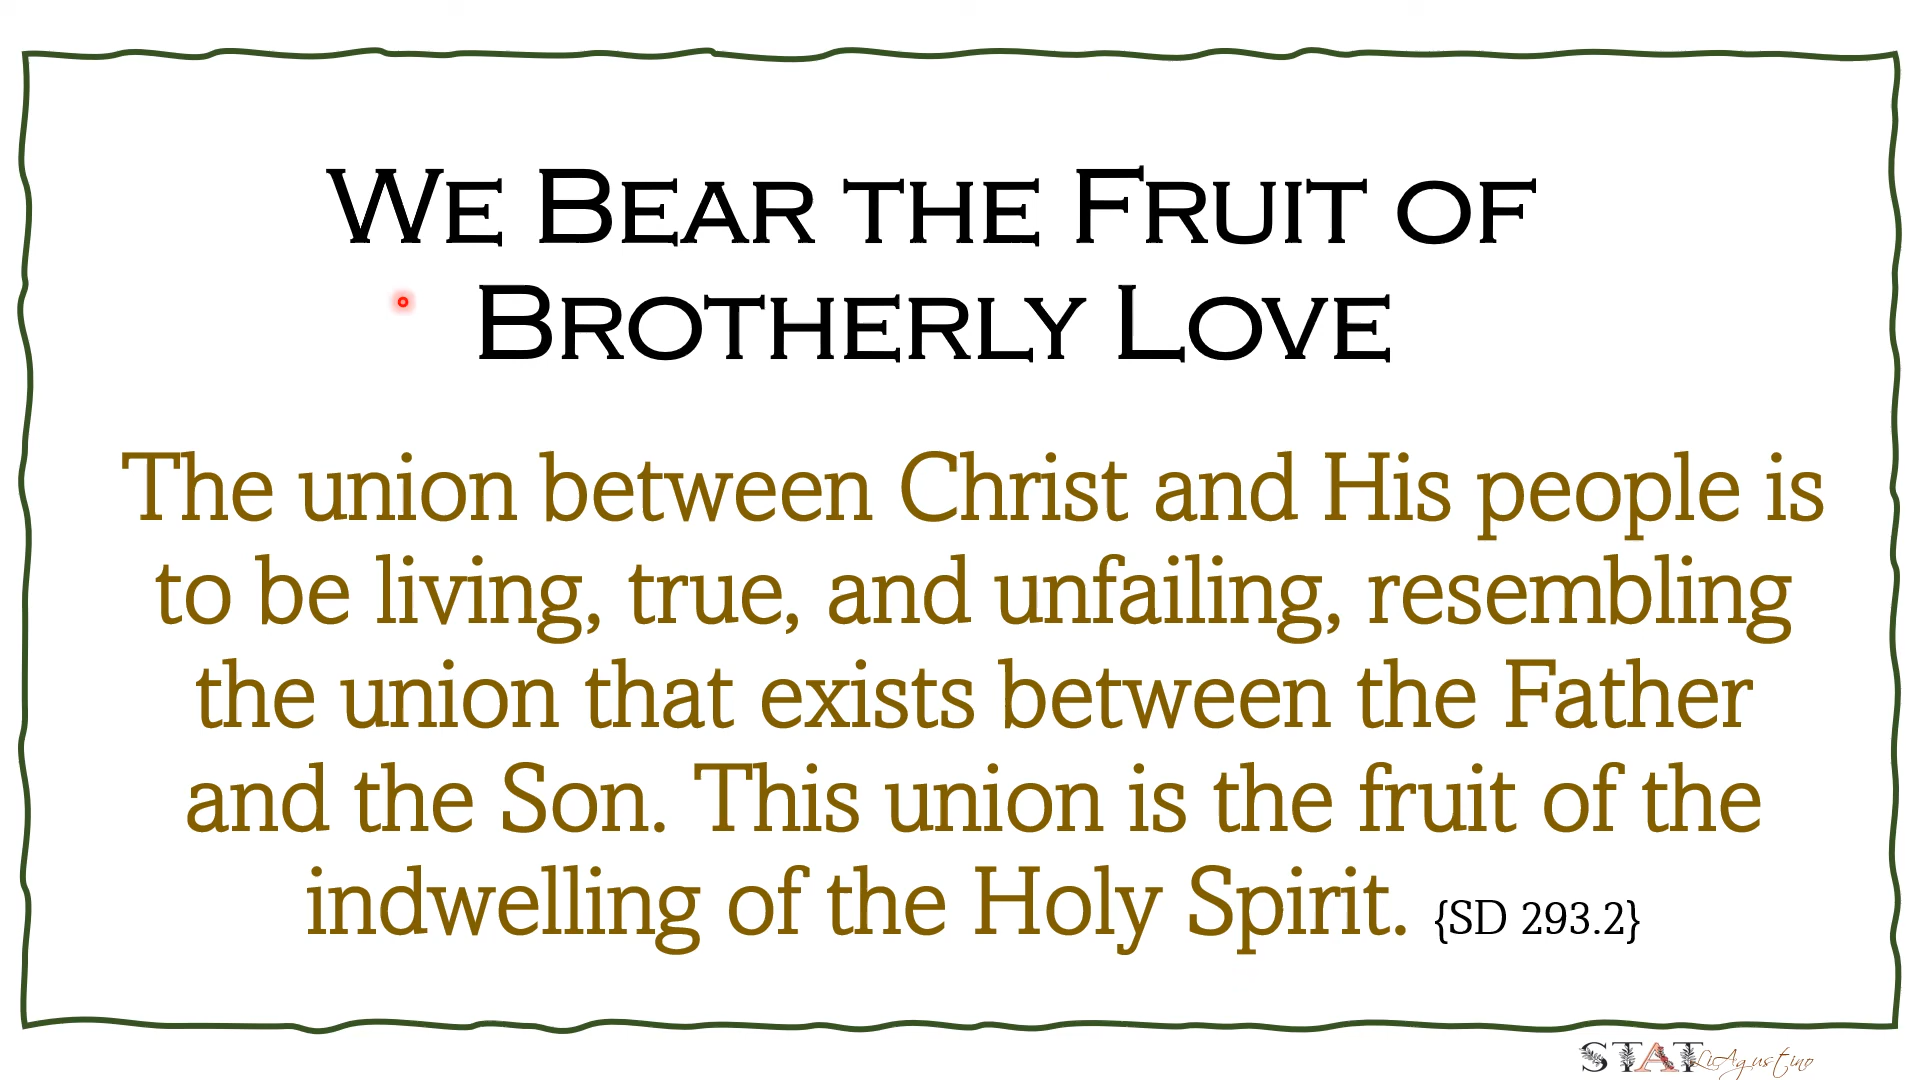 We Bear the Fruit of
Brotherly Love
The union between Christ and His people is
to be living, true, and unfailing, resembling
the union that exists between the Father
and the Son. This union is the fruit of the
indwelling of the Holy Spirit. {SD 293.2}
STAT LiAgustino